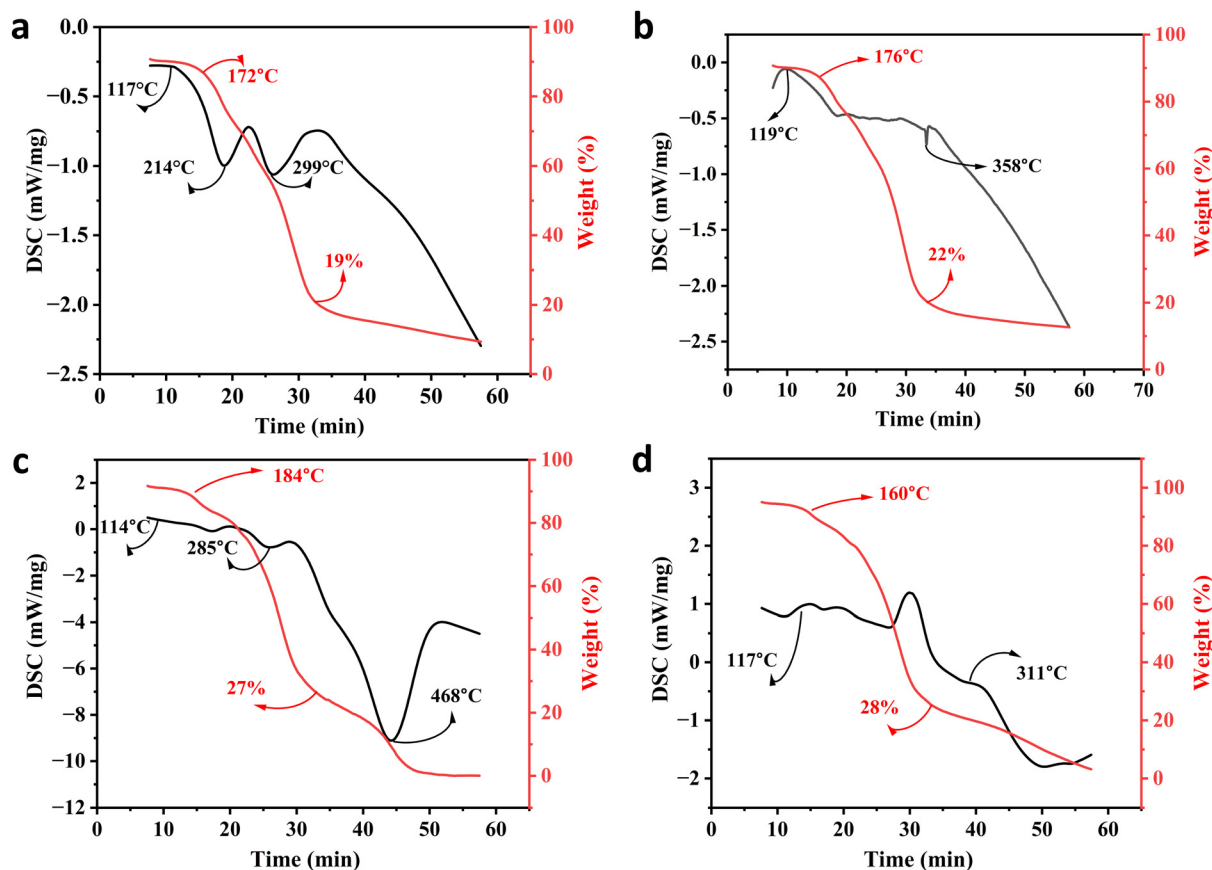 a
0.0
−0.5
−1.0
−1.5
−2.0
−2.5
DSC (mW/mg)
0 10 20 30 40 50 60
Time (min)
100
80
60
40
20
0
Weight (%)
117°C
172°C
214°C
299°C
19%
b
0.0
−0.5
−1.0
−1.5
−2.0
−2.5
DSC (mW/mg)
0 10 20 30 40 50 60 70
Time (min)
100
80
60
40
20
0
Weight (%)
176°C
119°C
358°C
22%
c
2
0
−2
−4
−6
−8
−10
−12
DSC (mW/mg)
0 10 20 30 40 50 60
Time (min)
100
80
60
40
20
0
Weight (%)
184°C
114°C
285°C
27%
468°C
d
3
2
1
0
−1
−2
DSC (mW/mg)
0 10 20 30 40 50 60
Time (min)
100
80
60
40
20
0
Weight (%)
160°C
117°C
311°C
28%